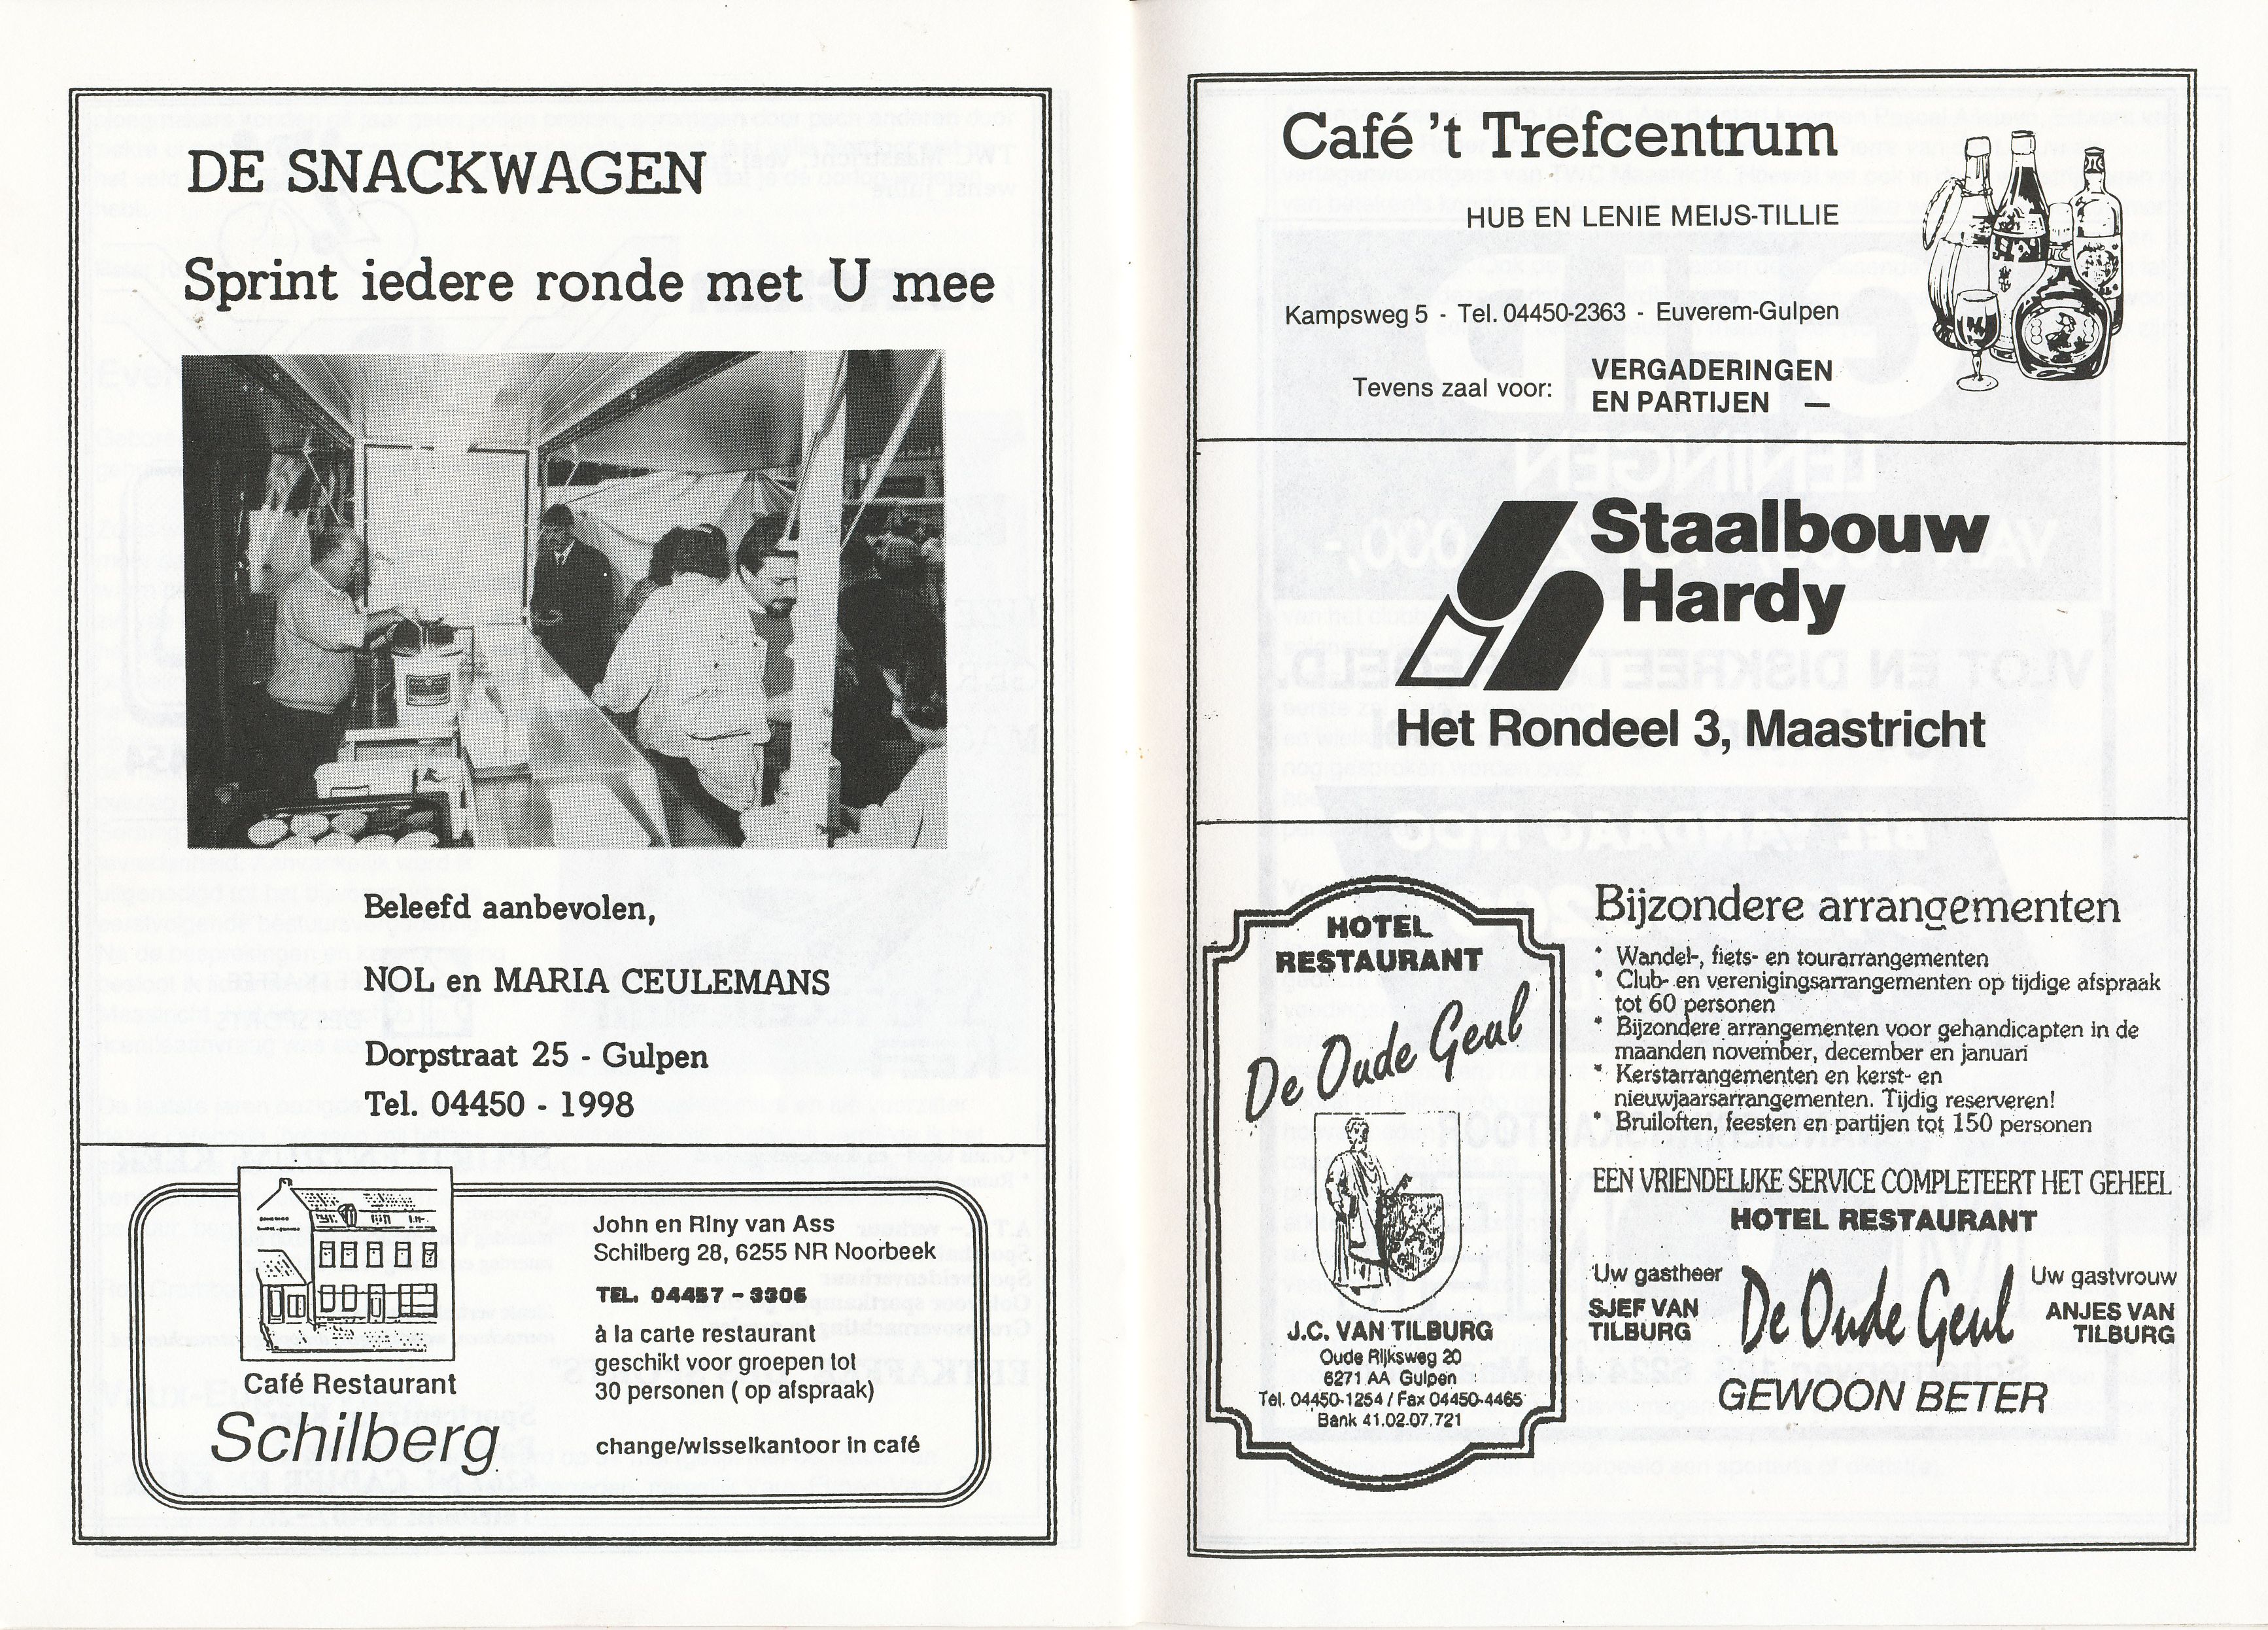 DE SNACKWAGEN
Sprint iedere ronde met U mee
Beleefd aanbevolen,
NOL en MARIA CEULEMANS
Dorpstraat 25 - Gulpen
Tel. 04450 - 1998
Café Restaurant
Schilberg
John en RIny van Ass
Schilberg 28, 6255 NR Noorbeek
TEL. 04457 - 3306
à la carte restaurant
geschikt voor groepen tot
30 personen ( op afspraak)
change/wIsselkantoor In café
Café 't Trefcentrum
HUB EN LENIE MEIJS-TILLIE
Kampsweg 5 - Tel. 04450-2363 - Euverem-Gulpen
Tevens zaal voor:
VERGADERINGEN
EN PARTIJEN —
Staalbouw
Hardy
Het Rondeel 3, Maastricht
HOTEL
RESTAURANT
De Oude Geul
J.C. VAN TILBURG
Oude Rijksweg 20
6271 AA Gulpen
Tel. 04450-1254 / Fax 04450-4465
Bank 41.02.07.721
Bijzondere arrangementen
* Wandel-, fiets- en tourarrangementen
* Club- en verenigingsarrangementen op tijdige afspraak
tot 60 personen
* Bijzondere arrangementen voor gehandicapten in de
maanden november, december en januari
* Kerstarrangementen en kerst- en
nieuwjaarsarrangementen. Tijdig reserveren!
* Bruiloften, feesten en partijen tot 150 personen
EEN VRIENDELIJKE SERVICE COMPLETEERT HET GEHEEL
HOTEL RESTAURANT
Uw gastheer
SJEF VAN
TILBURG
De Oude Geul
Uw gastvrouw
ANJES VAN
TILBURG
GEWOON BETER